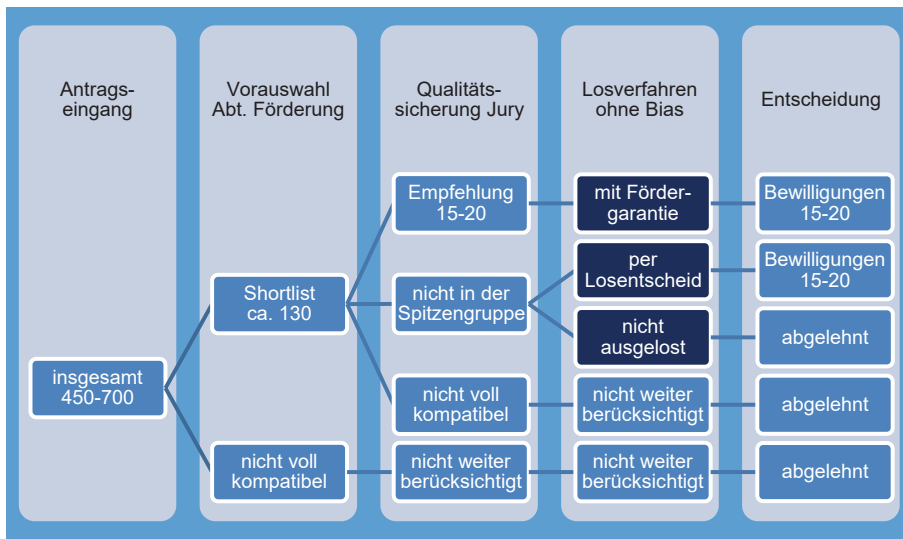 Antrags-
eingang
Vorauswahl
Abt. Förderung
Qualitäts-
sicherung Jury
Losverfahren
ohne Bias
Entscheidung
Empfehlung
15-20
mit Förder-
garantie
Bewilligungen
15-20
Shortlist
ca. 130
nicht in der
Spitzengruppe
per
Losentscheid
Bewilligungen
15-20
nicht
ausgelost
abgelehnt
insgesamt
450-700
nicht voll
kompatibel
nicht weiter
berücksichtigt
abgelehnt
nicht voll
kompatibel
nicht weiter
berücksichtigt
nicht weiter
berücksichtigt
abgelehnt